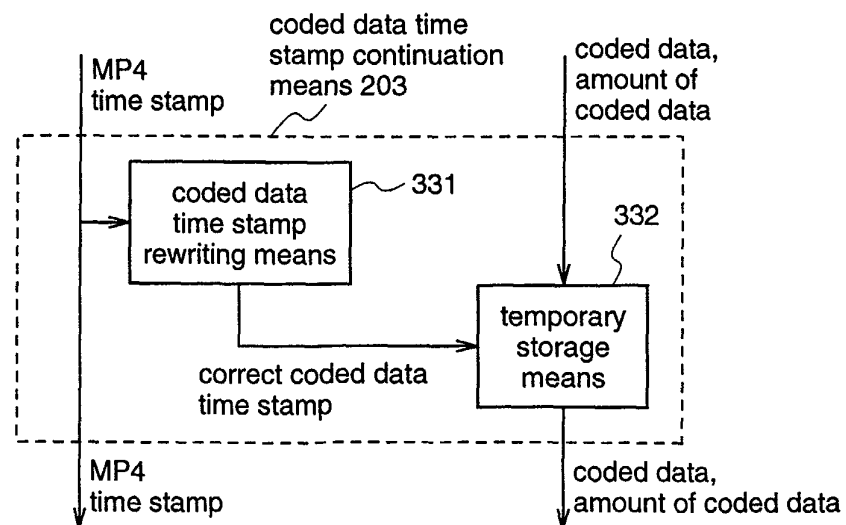 coded data time
stamp continuation
means 203
MP4
time stamp
coded data,
amount of
coded data
coded data
time stamp
rewriting means
331
332
temporary
storage
means
correct coded data
time stamp
MP4
time stamp
coded data,
amount of coded data